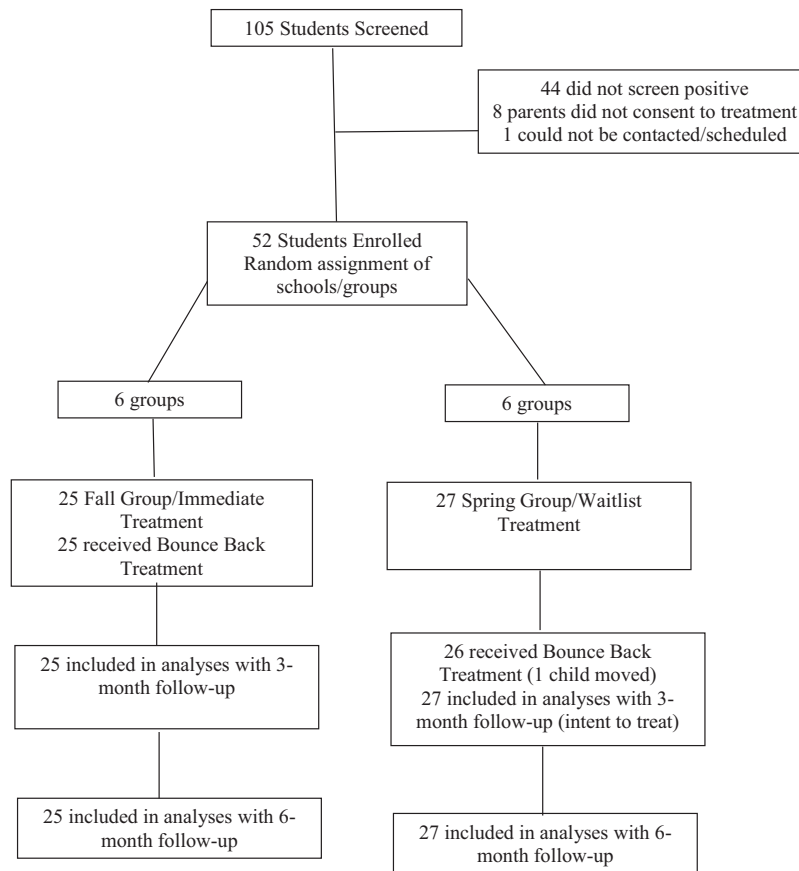 105 Students Screened
44 did not screen positive
8 parents did not consent to treatment
1 could not be contacted/scheduled
52 Students Enrolled
Random assignment of
schools/groups
6 groups
6 groups
25 Fall Group/Immediate
Treatment
25 received Bounce Back
Treatment
27 Spring Group/Waitlist
Treatment
25 included in analyses with 3-
month follow-up
26 received Bounce Back
Treatment (1 child moved)
27 included in analyses with 3-
month follow-up (intent to treat)
25 included in analyses with 6-
month follow-up
27 included in analyses with 6-
month follow-up